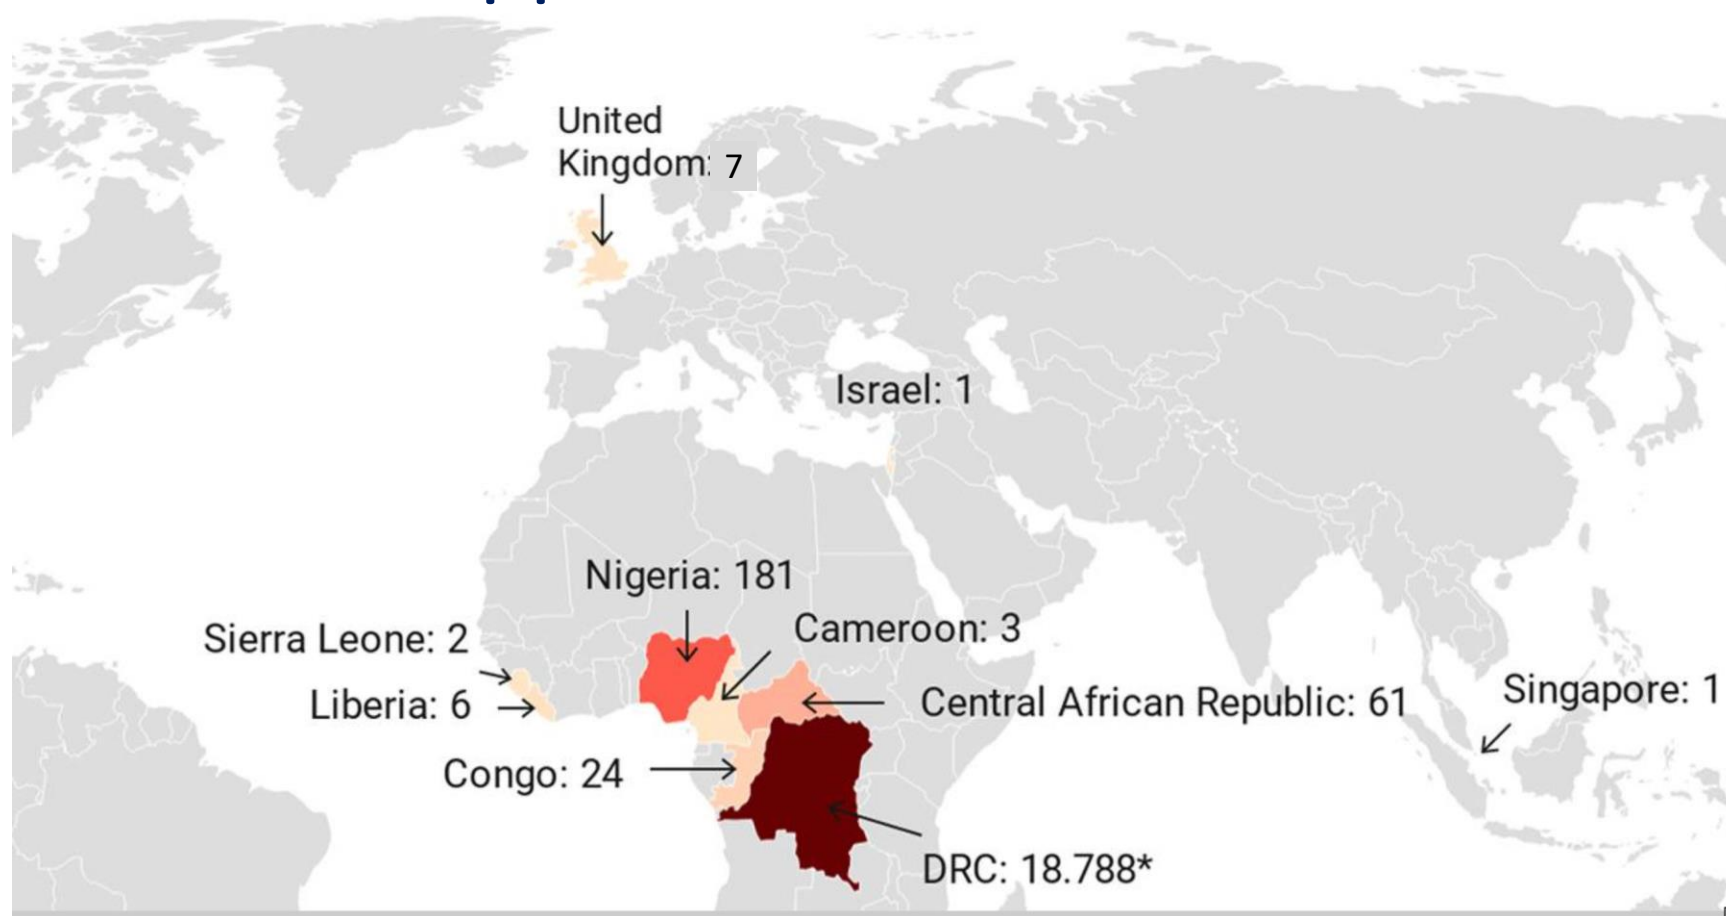 United
Kingdom: 7
Israel: 1
Nigeria: 181
Cameroon: 3
Sierra Leone: 2
Liberia: 6
Central African Republic: 61
Singapore: 1
Congo: 24
DRC: 18.788*